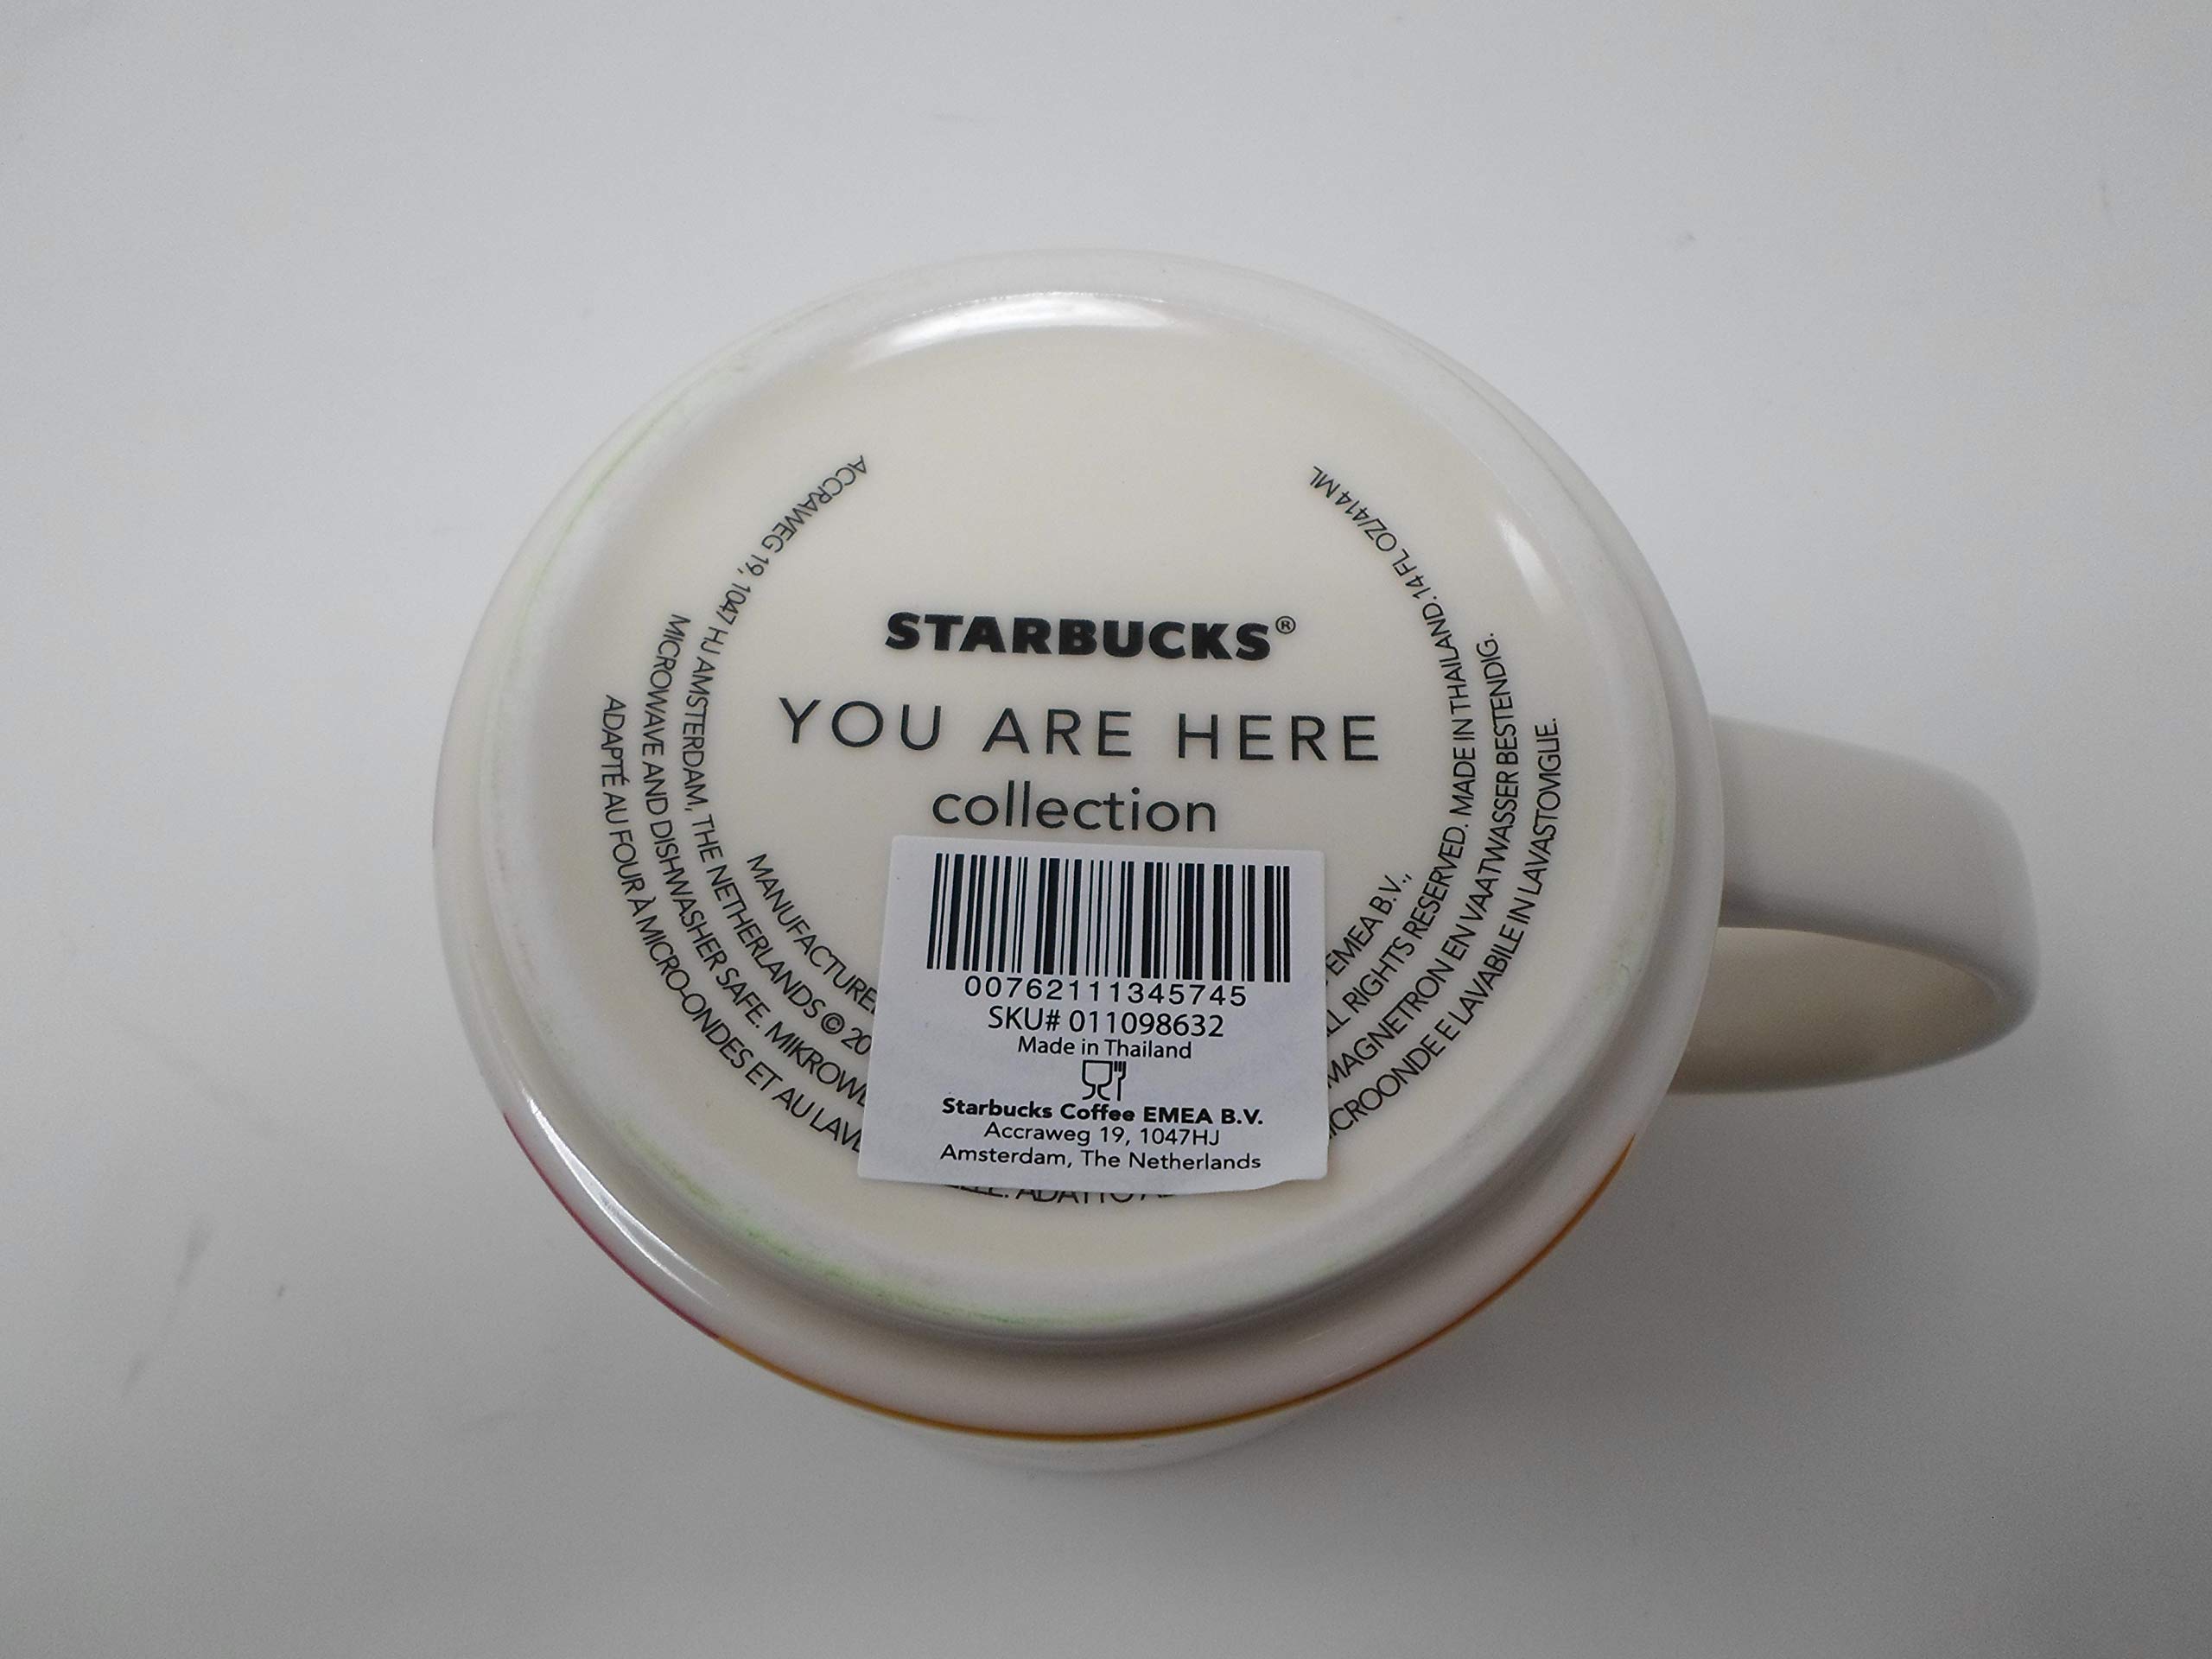 STARBUCKS®
YOU ARE HERE
collection
MANUFACTURE EMEA B.V.,
ACCRAWEG 19, 1047 HJ AMSTERDAM, THE NETHERLANDS © 20 RIGHTS RESERVED. MADE IN THAILAND. 14 FL OZ/414 ML
MICROWAVE AND DISHWASHER SAFE. MAGNETRON EN VAATWASSER BESTENDIG.
ADAPTÉ AU FOUR À MICRO-ONDES ET AU ADATTO E LAVABILE IN LAVASTOVIGLIE.
00762111345745
SKU# 011098632
Made in Thailand
Starbucks Coffee EMEA B.V.
Accraweg 19, 1047HJ
Amsterdam, The Netherlands